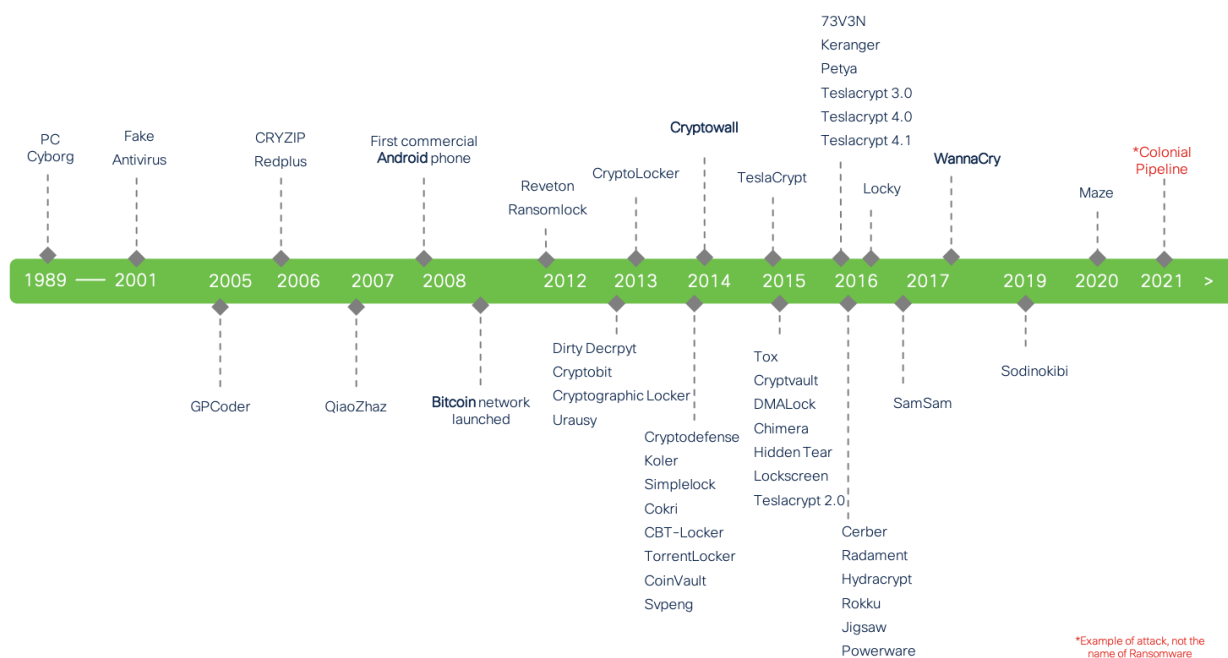 73V3N
Keranger
Petya
Teslacrypt 3.0
Teslacrypt 4.0
Teslacrypt 4.1
PC
Cyborg
Fake
Antivirus
CRYZIP
Redplus
First commercial
Android phone
Reveton
Ransomlock
CryptoLocker
Cryptowall
TeslaCrypt
Locky
WannaCry
Maze
*Colonial
Pipeline
1989 — 2001 2005 2006 2007 2008 2012 2013 2014 2015 2016 2017 2019 2020 2021 >
GPCoder
QiaoZhaz
Bitcoin network
launched
Dirty Decrpyt
Cryptobit
Cryptographic Locker
Urausy
Cryptodefense
Koler
Simplelock
Cokri
CBT-Locker
TorrentLocker
CoinVault
Svpeng
Tox
Cryptvault
DMALock
Chimera
Hidden Tear
Lockscreen
Teslacrypt 2.0
Cerber
Radament
Hydracrypt
Rokku
Jigsaw
Powerware
SamSam
Sodinokibi
*Example of attack, not the
name of Ransomware